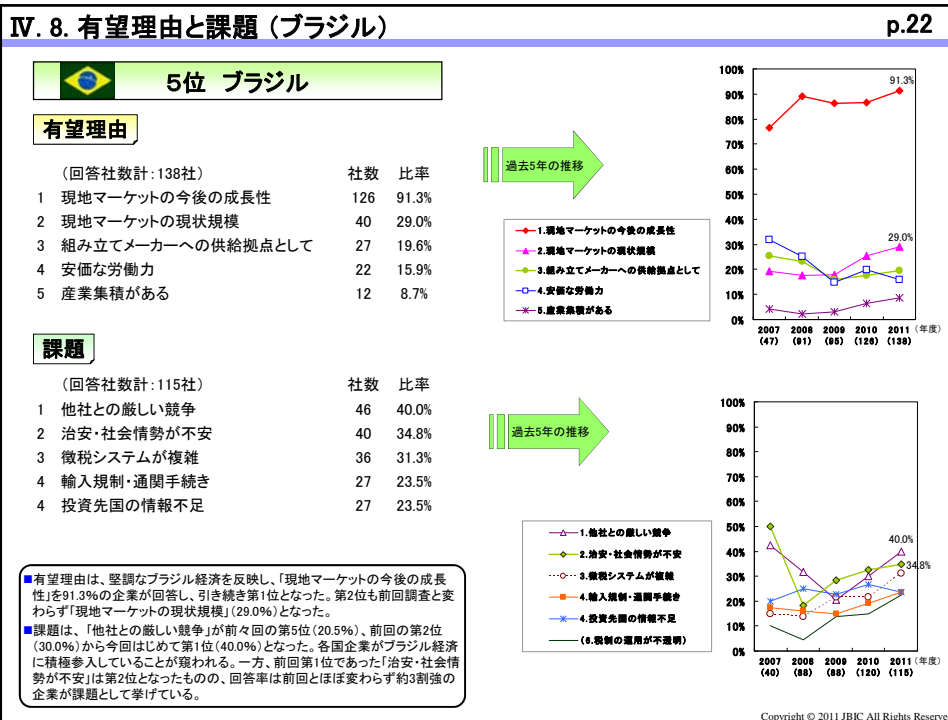 Ⅳ. 8. 有望理由と課題 (ブラジル)
p.22
5位 ブラジル
有望理由
(回答社数計:138社) 社数 比率
1 現地マーケットの今後の成長性 126 91.3%
2 現地マーケットの現状規模 40 29.0%
3 組み立てメーカーへの供給拠点として 27 19.6%
4 安価な労働力 22 15.9%
5 産業集積がある 12 8.7%
過去5年の推移
1.現地マーケットの今後の成長性
2.現地マーケットの現状規模
3.組み立てメーカーへの供給拠点として
4.安価な労働力
5.産業集積がある
100%
90%
80%
70%
60%
50%
40%
30%
20%
10%
0%
91.3%
29.0%
2007 2008 2009 2010 2011 (年度)
(47) (91) (95) (126) (138)
課題
(回答社数計:115社) 社数 比率
1 他社との厳しい競争 46 40.0%
2 治安・社会情勢が不安 40 34.8%
3 徴税システムが複雑 36 31.3%
4 輸入規制・通関手続き 27 23.5%
4 投資先国の情報不足 27 23.5%
過去5年の推移
1.他社との厳しい競争
2.治安・社会情勢が不安
3.徴税システムが複雑
4.輸入規制・通関手続き
4.投資先国の情報不足
(6.税制の運用が不透明)
100%
90%
80%
70%
60%
50%
40%
30%
20%
10%
0%
40.0%
34.8%
2007 2008 2009 2010 2011 (年度)
(40) (88) (88) (120) (115)
■有望理由は、堅調なブラジル経済を反映し、「現地マーケットの今後の成長
性」を91.3%の企業が回答し、引き続き第1位となった。第2位も前回調査と変
わらず「現地マーケットの現状規模」(29.0%)となった。
■課題は、「他社との厳しい競争」が前々回の第5位(20.5%)、前回の第2位
(30.0%)から今回はじめて第1位(40.0%)となった。各国企業がブラジル経済
に積極参入していることが窺われる。一方、前回第1位であった「治安・社会情
勢が不安」は第2位となったものの、回答率は前回とほぼ変わらず約3割強の
企業が課題として挙げている。
Copyright © 2011 JBIC All Rights Reserve